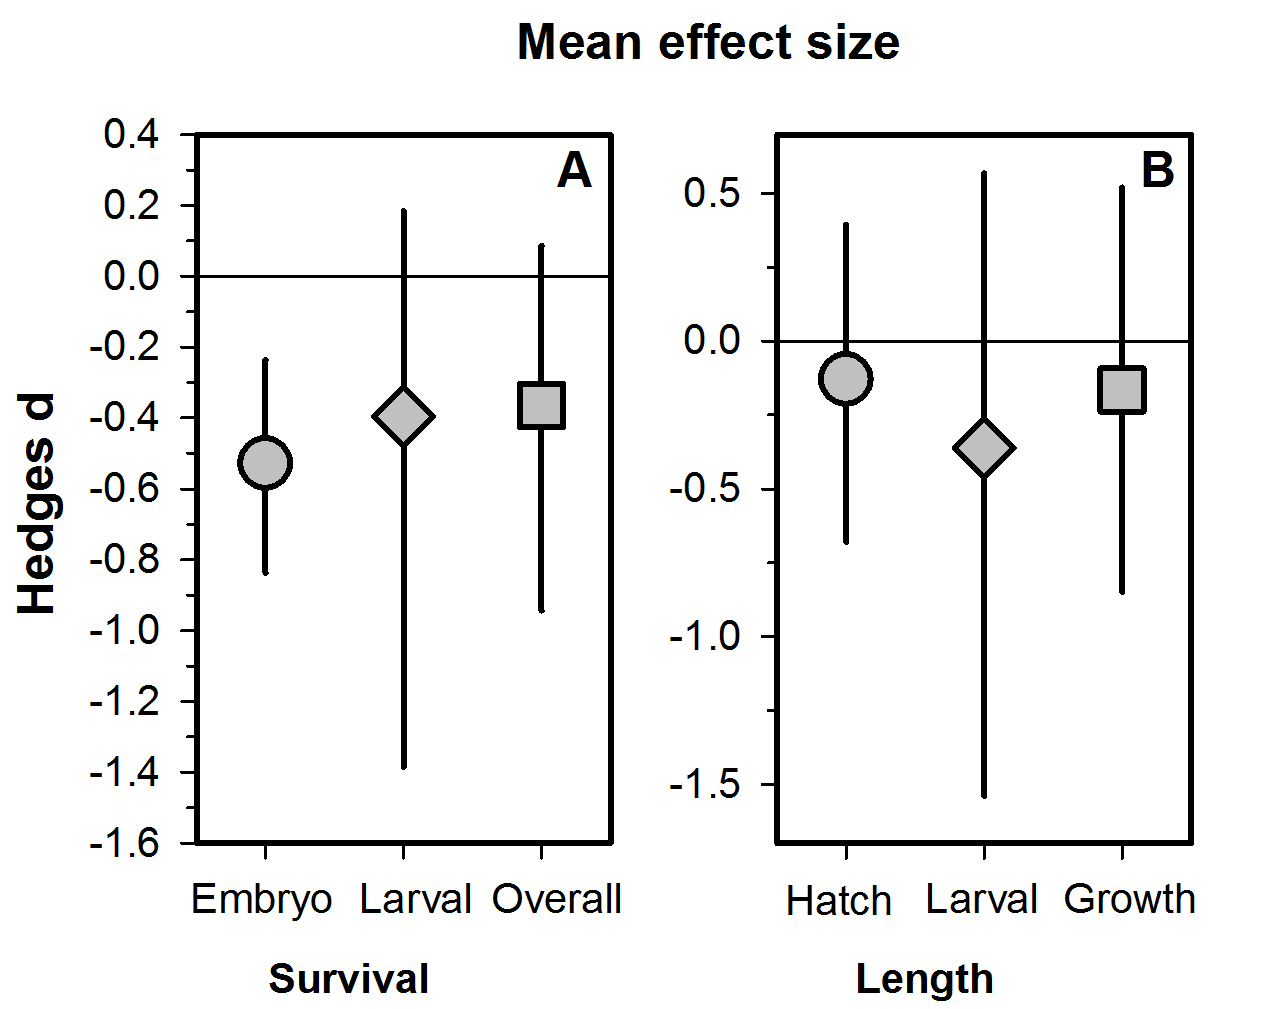 Mean effect size
A
B
Hedges d
0.4
0.2
0.0
-0.2
-0.4
-0.6
-0.8
-1.0
-1.2
-1.4
-1.6
0.5
0.0
-0.5
-1.0
-1.5
Embryo Larval Overall
Hatch Larval Growth
Survival
Length